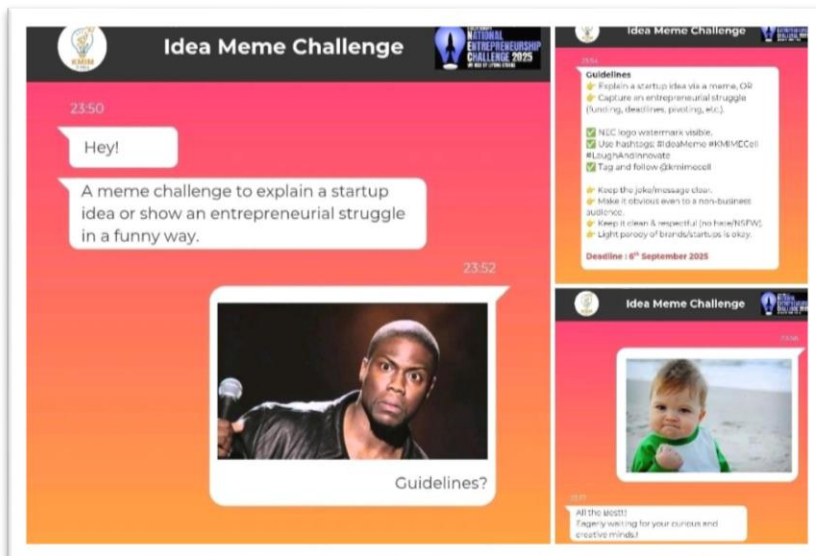 KMIM
Idea Meme Challenge
NATIONAL
ENTREPRENEURSHIP
CHALLENGE 2025
23:50
Hey!
A meme challenge to explain a startup
idea or show an entrepreneurial struggle
in a funny way.
23:52
Guidelines?
Idea Meme Challenge
23:54
Guidelines
👉 Explain a startup idea via a meme, OR
👉 Capture an entrepreneurial struggle
(funding, deadlines, pivoting, etc.).
✅ NEC logo watermark visible.
✅ Use hashtags: #IdeaMeme #KMIMECell
#LaughAndInnovate
✅ Tag and follow @kmimecell
👉 Keep the joke/message clear.
👉 Make it obvious even to a non-business
audience.
👉 Keep it clean & respectful (no hate/NSFW).
👉 Light parody of brands/startups is okay.
Deadline : 6th September 2025
Idea Meme Challenge
All the Best!!
Eagerly waiting for your curious and
creative minds.!